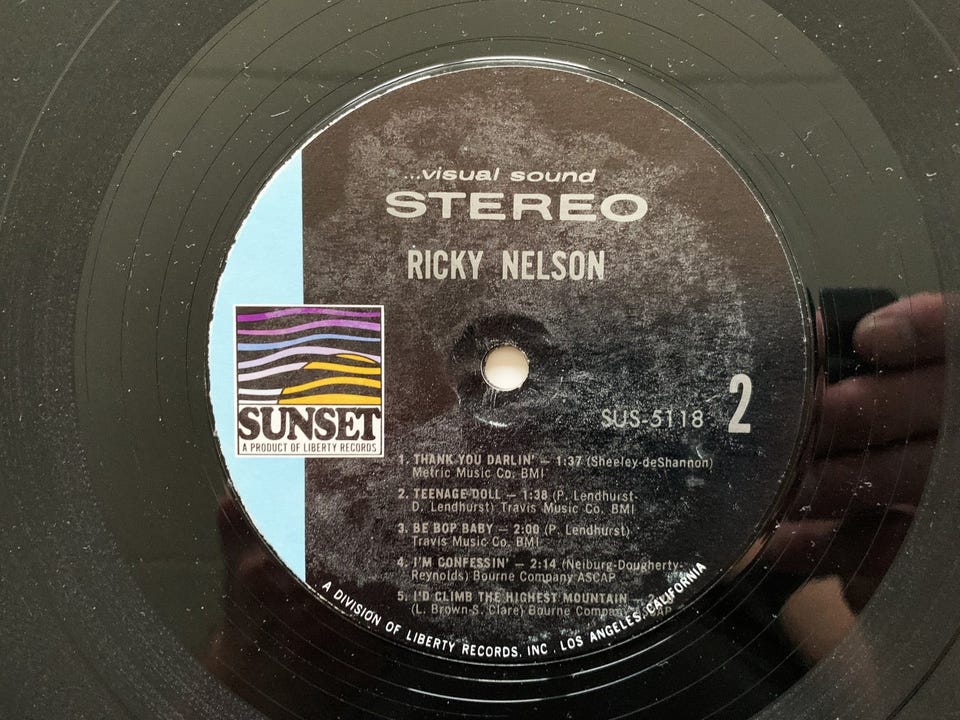 ...visual sound
STEREO
RICKY NELSON
SUNSET
A PRODUCT OF LIBERTY RECORDS
SUS-5118 2
1. THANK YOU DARLIN' — 1:37 (Sheeley-deShannon)
Metric Music Co. BMI
2. TEENAGE DOLL — 1:38 (P. Lendhurst-
D. Lendhurst) Travis Music Co. BMI
3. BE BOP BABY — 2:00 (P. Lendhurst)
Travis Music Co. BMI
4. I'M CONFESSIN' — 2:14 (Neiburg-Dougherty-
Reynolds) Bourne Company ASCAP
5. I'D CLIMB THE HIGHEST MOUNTAIN —
(L. Brown-S. Clare) Bourne Company
A DIVISION OF LIBERTY RECORDS, INC. LOS ANGELES, CALIFORNIA